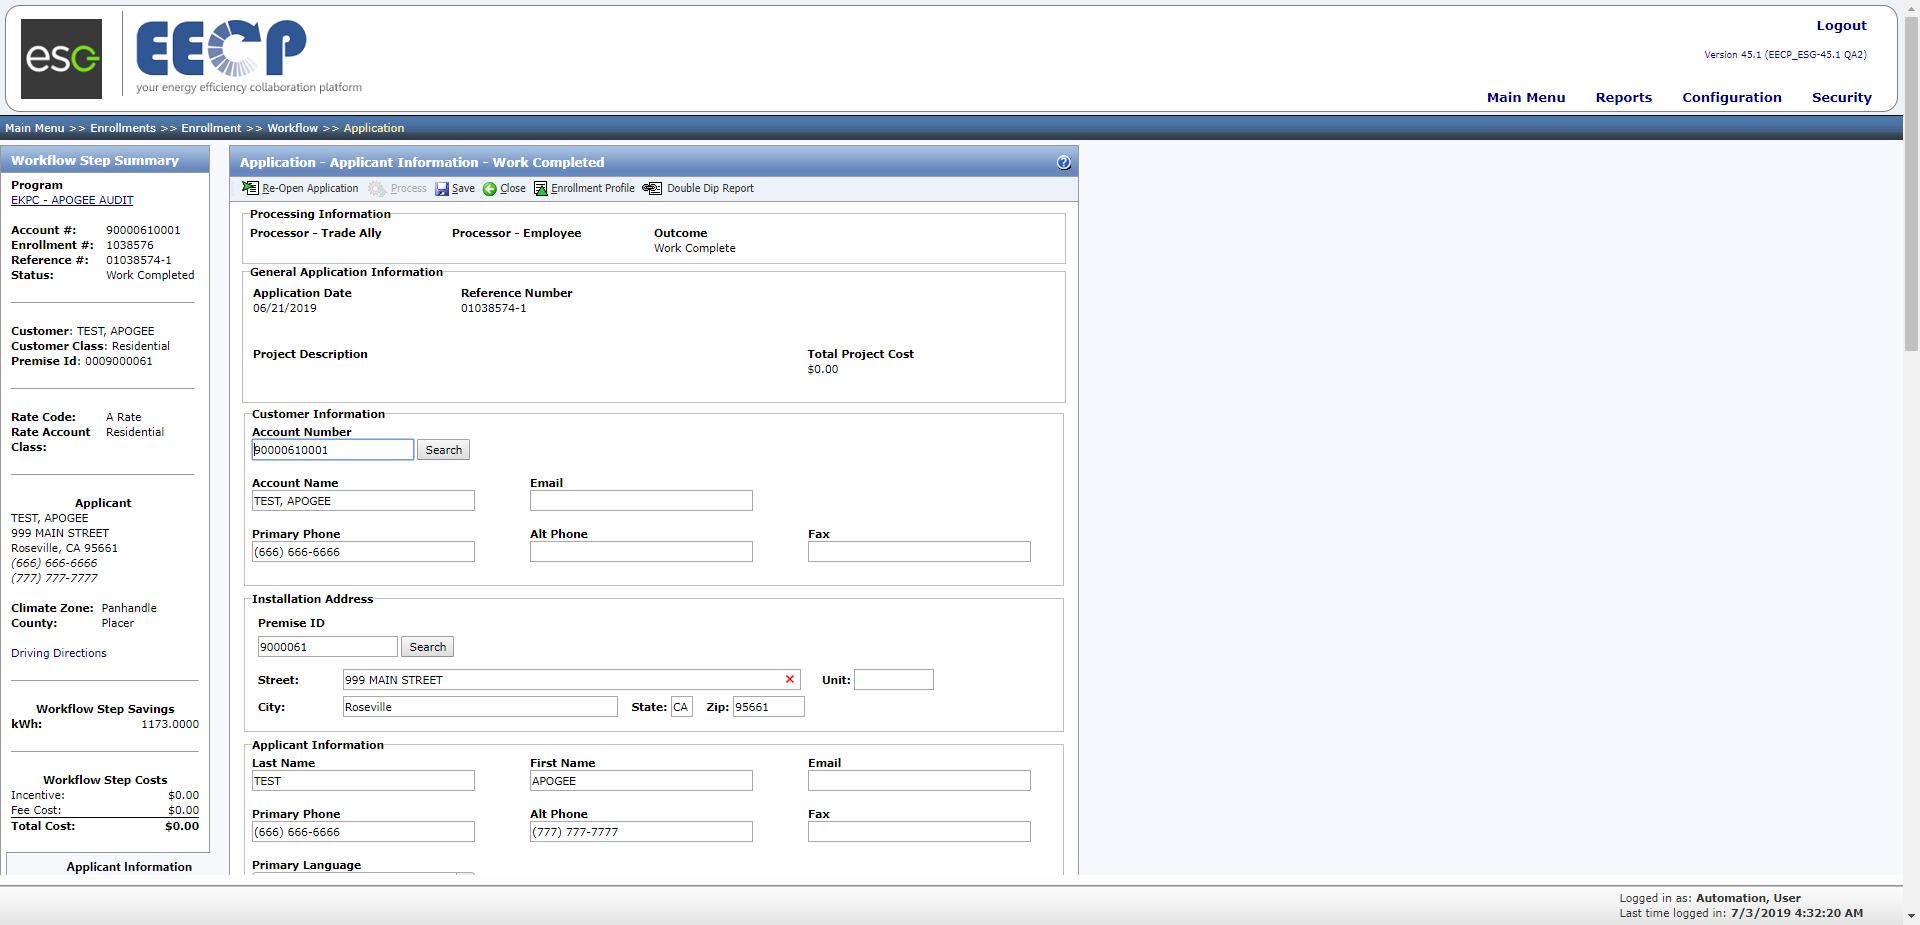 esg
EECP
your energy efficiency collaboration platform
Logout
Version 45.1 (EECP_ESG-45.1 QA2)
Main Menu Reports Configuration Security
Main Menu >> Enrollments >> Enrollment >> Workflow >> Application
Workflow Step Summary
Program
EKPC - APOGEE AUDIT
Account #: 90000610001
Enrollment #: 1038576
Reference #: 01038574-1
Status: Work Completed
Customer: TEST, APOGEE
Customer Class: Residential
Premise Id: 0009000061
Rate Code: A Rate
Rate Account Residential
Class:
Applicant
TEST, APOGEE
999 MAIN STREET
Roseville, CA 95661
(666) 666-6666
(777) 777-7777
Climate Zone: Panhandle
County: Placer
Driving Directions
Workflow Step Savings
kWh: 1173.0000
Workflow Step Costs
Incentive: $0.00
Fee Cost: $0.00
Total Cost: $0.00
Applicant Information
Application - Applicant Information - Work Completed
Re-Open Application Process Save Close Enrollment Profile Double Dip Report
Processing Information
Processor - Trade Ally Processor - Employee Outcome
Work Complete
General Application Information
Application Date Reference Number
06/21/2019 01038574-1
Project Description Total Project Cost
$0.00
Customer Information
Account Number
90000610001 Search
Account Name Email
TEST, APOGEE
Primary Phone Alt Phone Fax
(666) 666-6666
Installation Address
Premise ID
9000061 Search
Street: 999 MAIN STREET Unit:
City: Roseville State: CA Zip: 95661
Applicant Information
Last Name First Name Email
TEST APOGEE
Primary Phone Alt Phone Fax
(666) 666-6666 (777) 777-7777
Primary Language
Logged in as: Automation, User
Last time logged in: 7/3/2019 4:32:20 AM